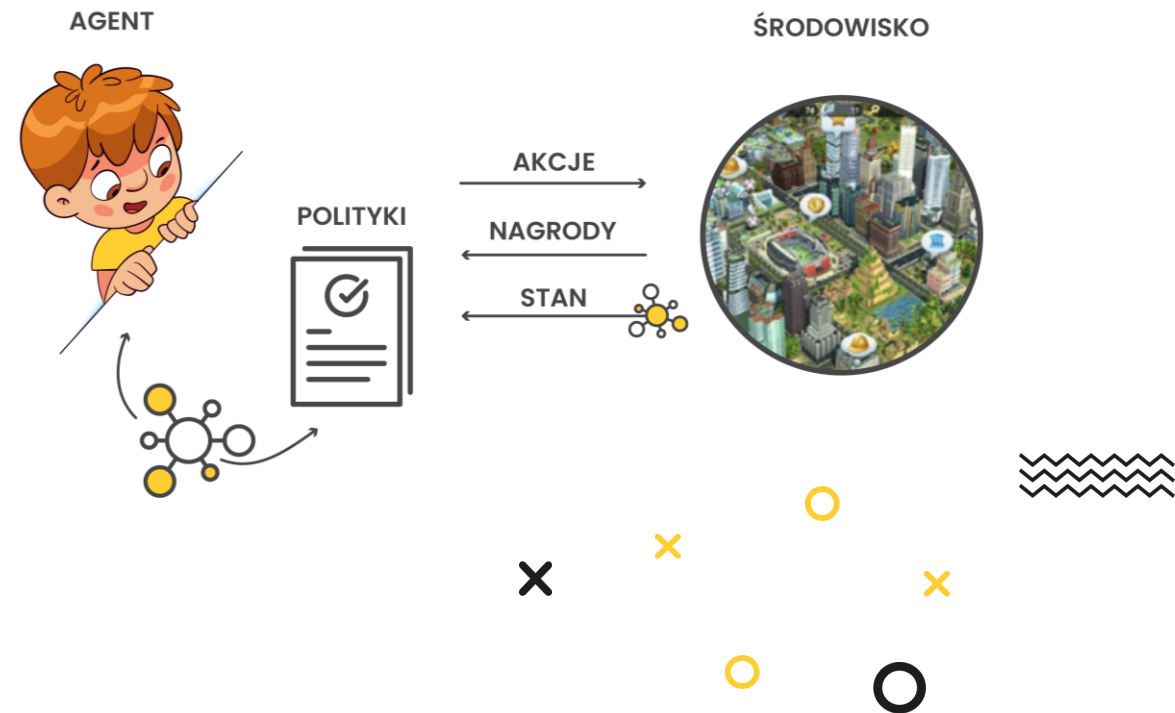 AGENT
ŚRODOWISKO
AKCJE
POLITYKI
NAGRODY
STAN